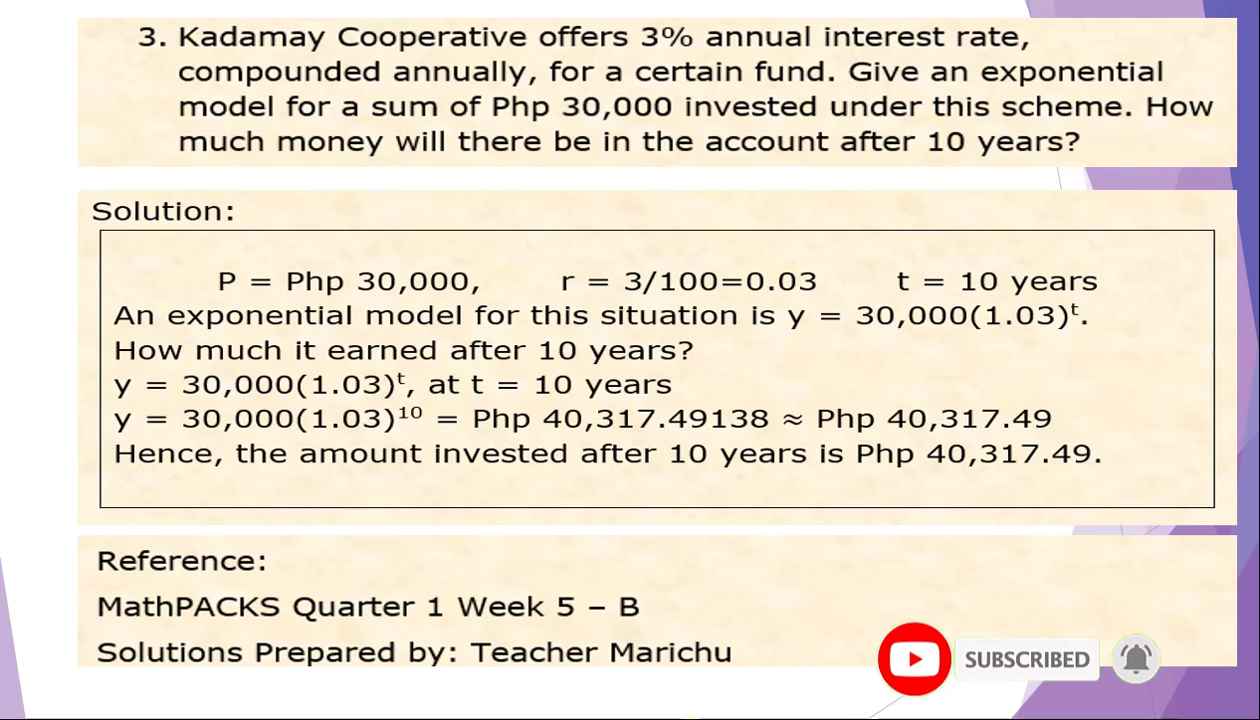 3. Kadamay Cooperative offers 3% annual interest rate,
compounded annually, for a certain fund. Give an exponential
model for a sum of Php 30,000 invested under this scheme. How
much money will there be in the account after 10 years?
Solution:
P = Php 30,000, r = 3/100=0.03 t = 10 years
An exponential model for this situation is y = 30,000(1.03)ᵗ.
How much it earned after 10 years?
y = 30,000(1.03)ᵗ, at t = 10 years
y = 30,000(1.03)¹⁰ = Php 40,317.49138 ≈ Php 40,317.49
Hence, the amount invested after 10 years is Php 40,317.49.
Reference:
MathPACKS Quarter 1 Week 5 – B
Solutions Prepared by: Teacher Marichu
SUBSCRIBED